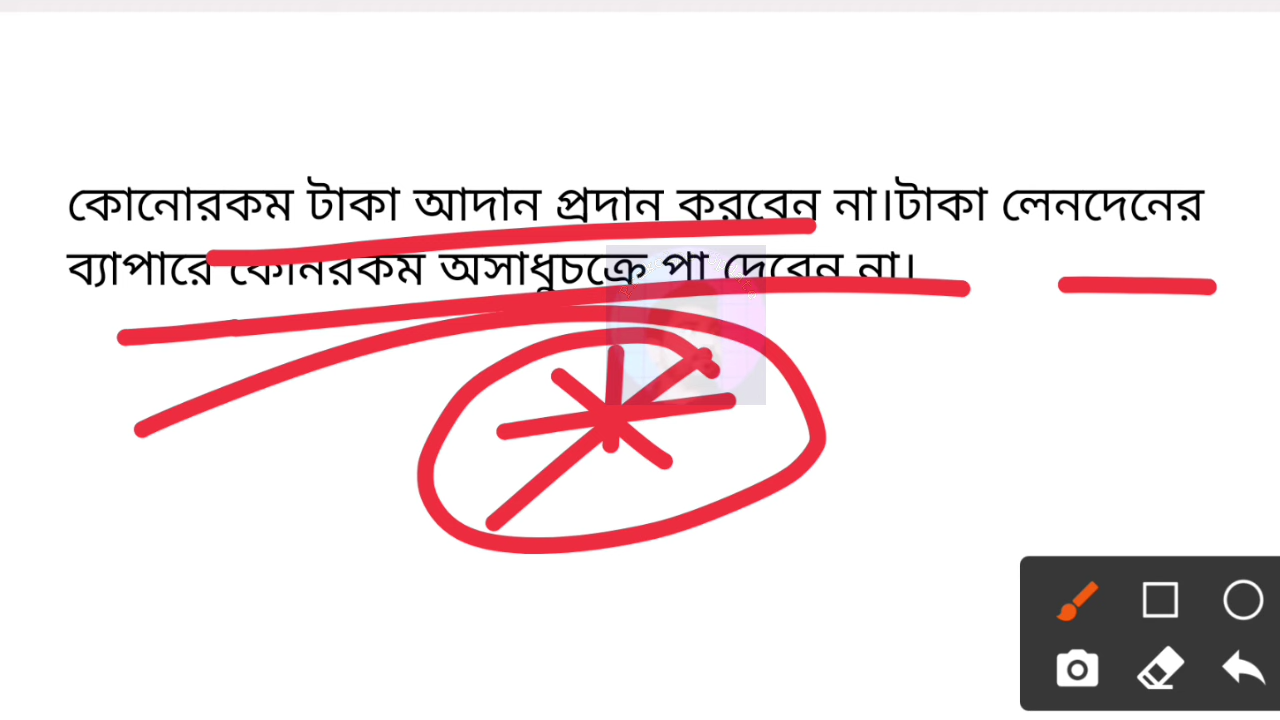 কোনোরকম টাকা আদান প্রদান করবেন না।টাকা লেনদেনের
ব্যাপারে কোনরকম অসাধুচক্রে পা দেবেন না।